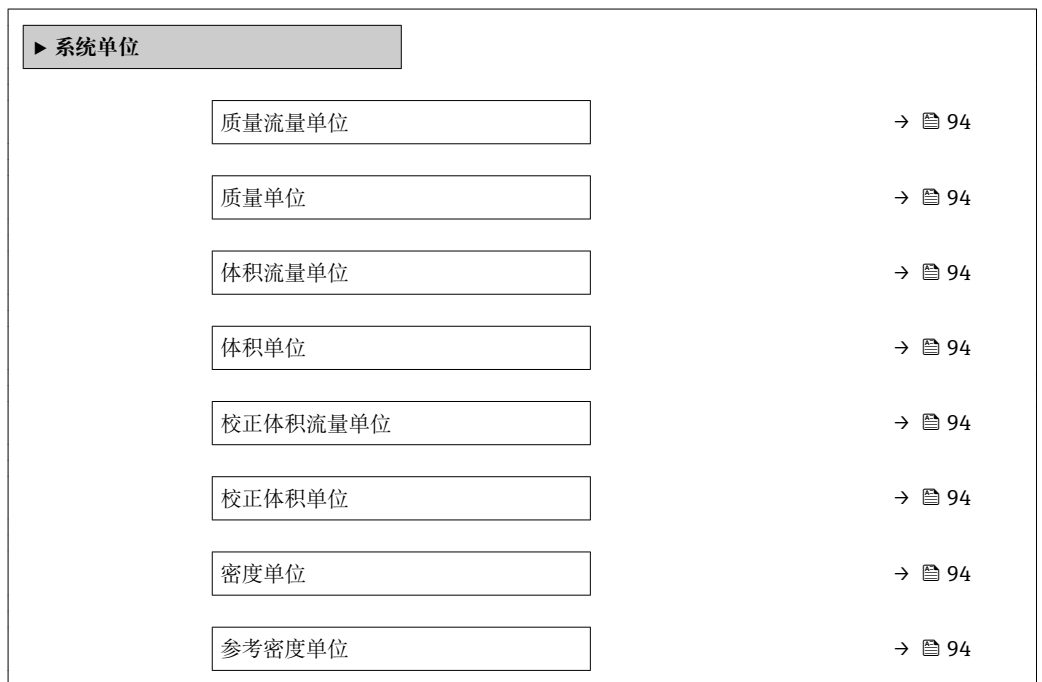 ▶ 系统单位
质量流量单位 → 🖹 94
质量单位 → 🖹 94
体积流量单位 → 🖹 94
体积单位 → 🖹 94
校正体积流量单位 → 🖹 94
校正体积单位 → 🖹 94
密度单位 → 🖹 94
参考密度单位 → 🖹 94